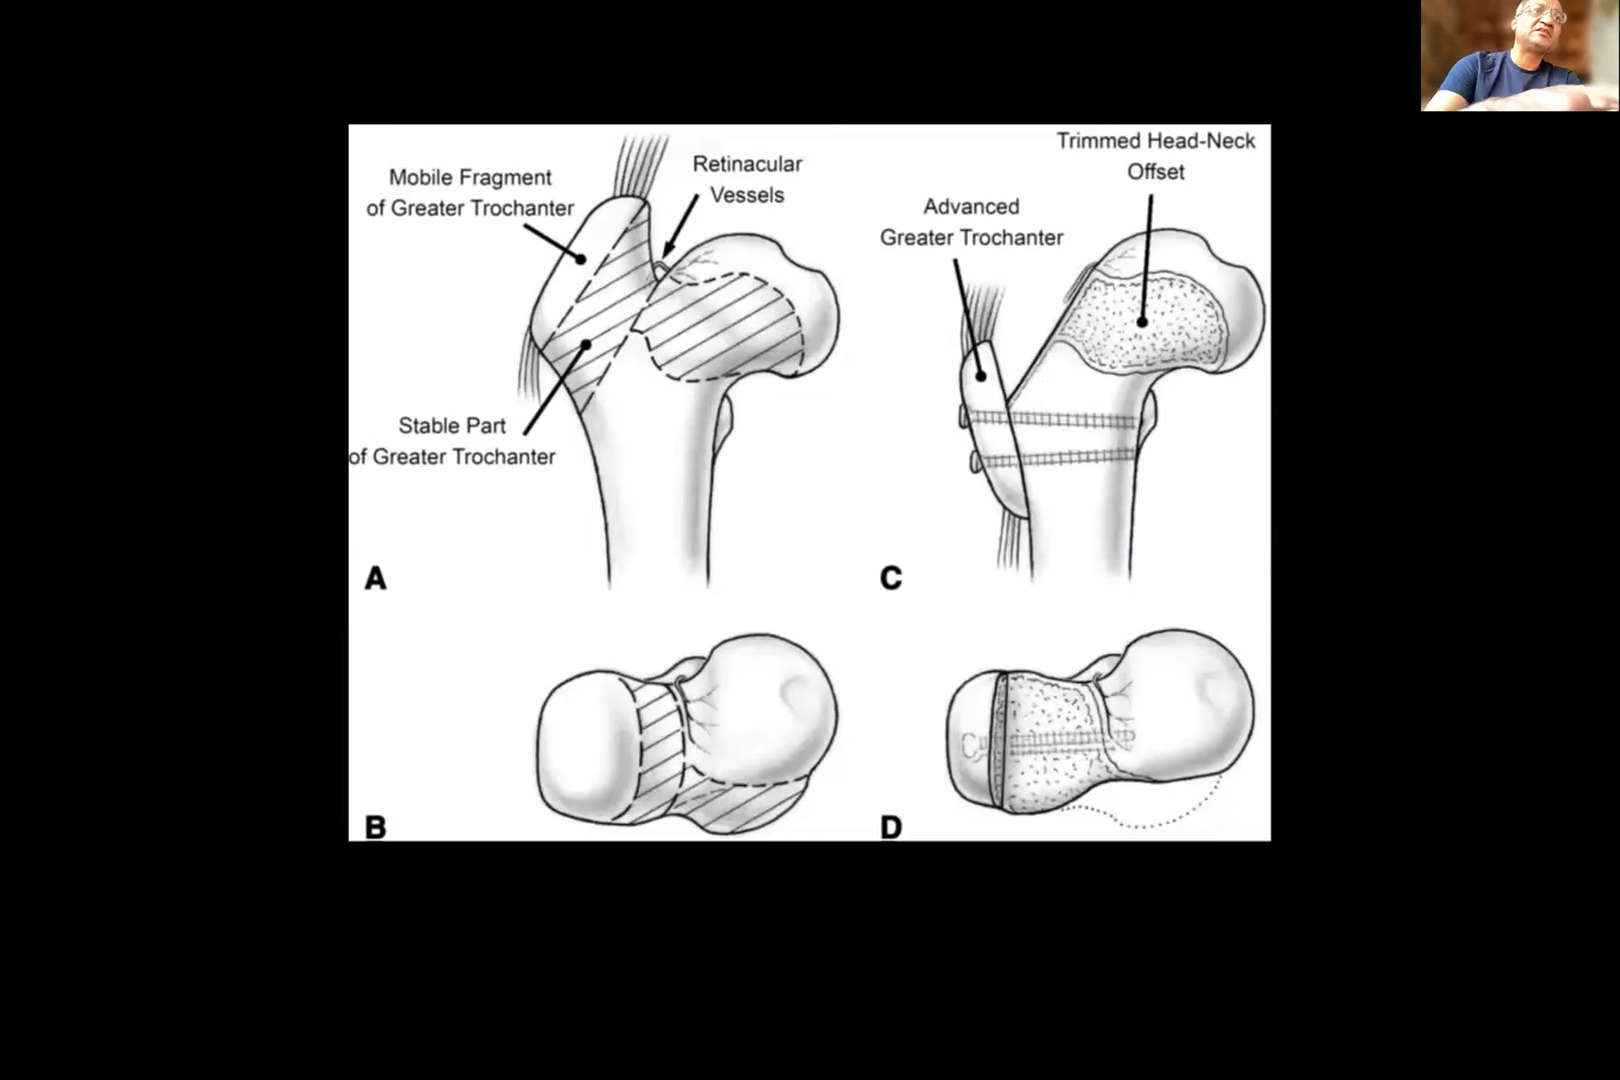 Mobile Fragment
of Greater Trochanter
Retinacular
Vessels
Stable Part
of Greater Trochanter
A
Trimmed Head-Neck
Offset
Advanced
Greater Trochanter
C
B
D